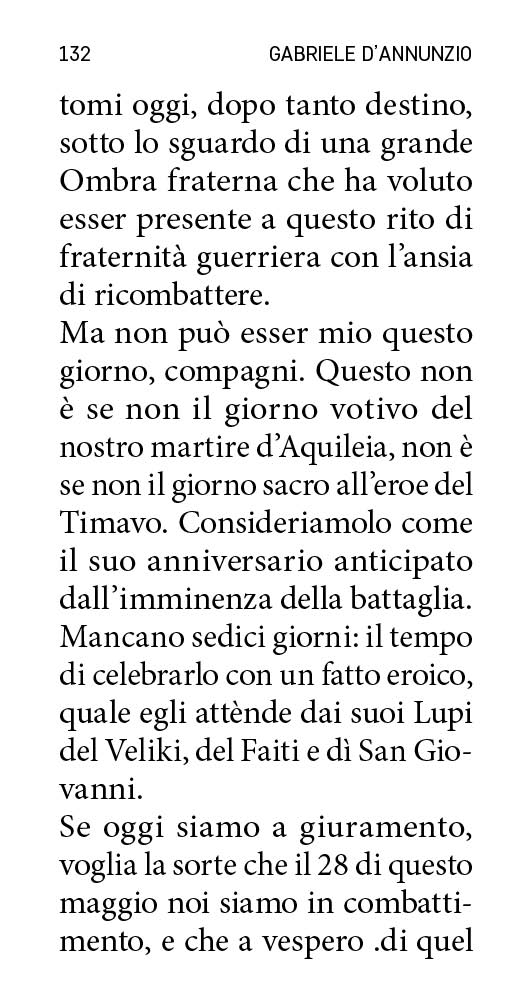 132 GABRIELE D’ANNUNZIO
tomi oggi, dopo tanto destino,
sotto lo sguardo di una grande
Ombra fraterna che ha voluto
esser presente a questo rito di
fraternità guerriera con l’ansia
di ricombattere.
Ma non può esser mio questo
giorno, compagni. Questo non
è se non il giorno votivo del
nostro martire d’Aquileia, non è
se non il giorno sacro all’eroe del
Timavo. Consideriamolo come
il suo anniversario anticipato
dall’imminenza della battaglia.
Mancano sedici giorni: il tempo
di celebrarlo con un fatto eroico,
quale egli attènde dai suoi Lupi
del Veliki, del Faiti e dì San Gio-
vanni.
Se oggi siamo a giuramento,
voglia la sorte che il 28 di questo
maggio noi siamo in combatti-
mento, e che a vespero .di quel